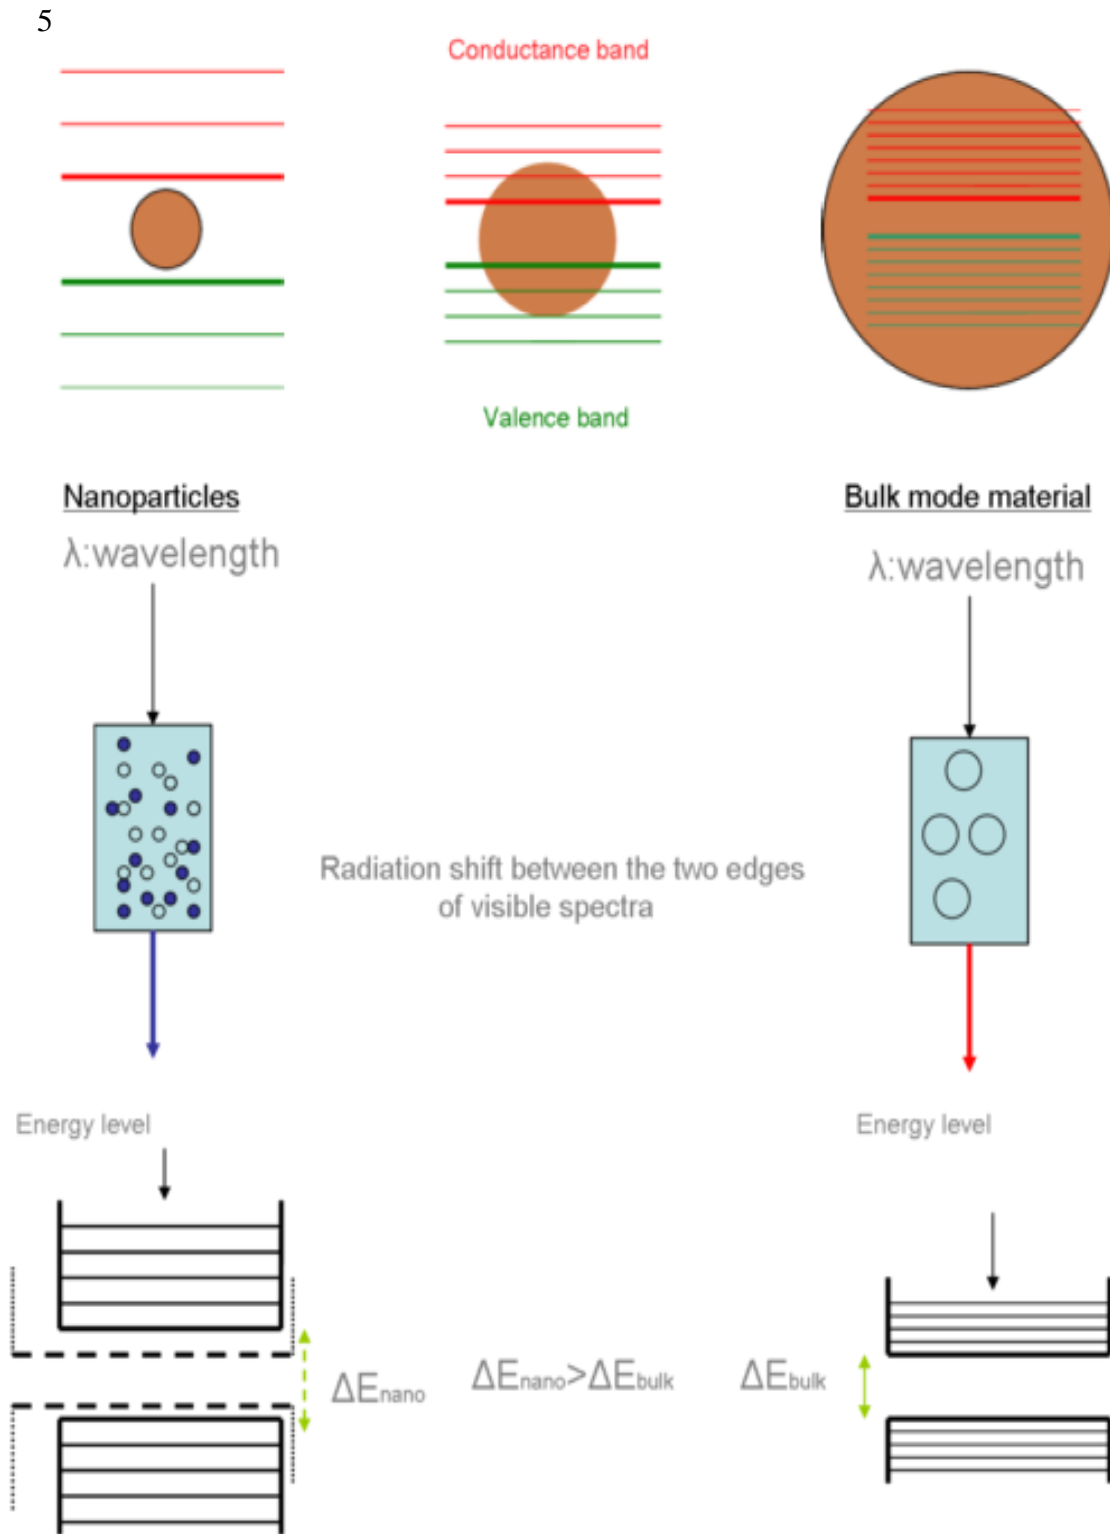 5
Conductance band
Valence band
Nanoparticles
Bulk mode material
λ:wavelength
λ:wavelength
Radiation shift between the two edges
of visible spectra
Energy level
Energy level
ΔEnano
ΔEnano>ΔEbulk
ΔEbulk